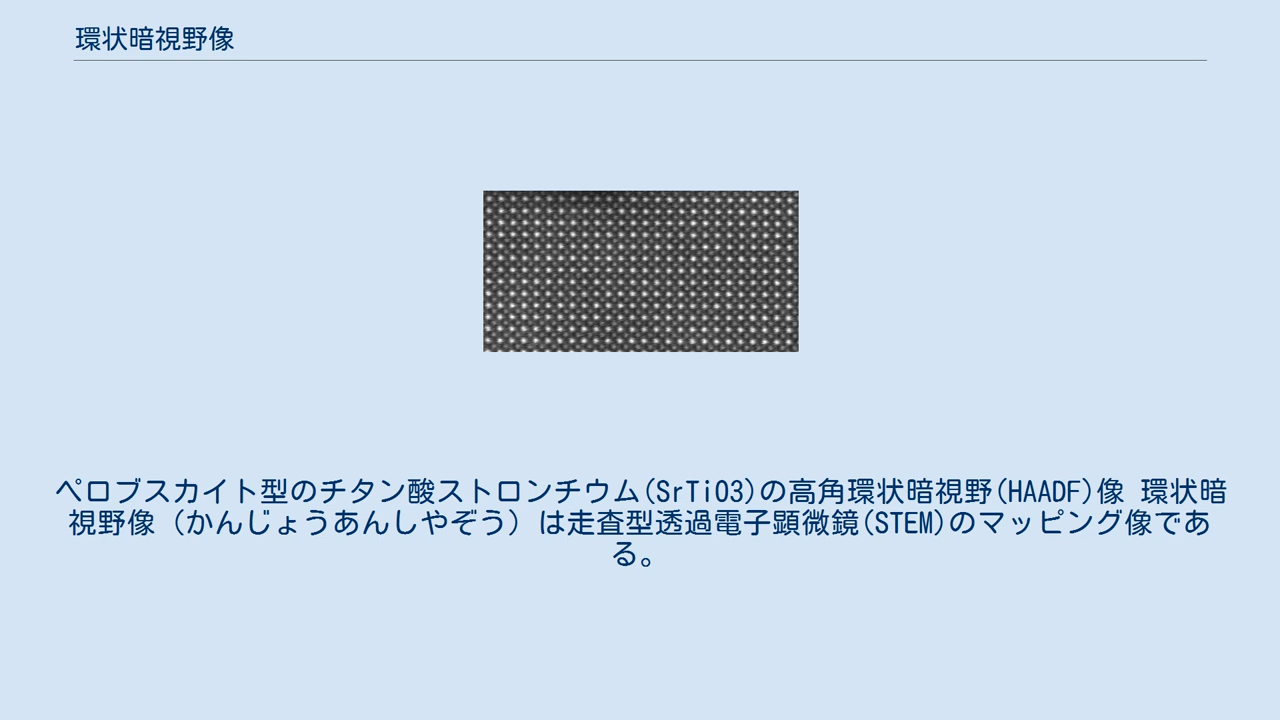 環状暗視野像
ペロブスカイト型のチタン酸ストロンチウム(SrTiO3)の高角環状暗視野(HAADF)像 環状暗
視野像（かんじょうあんしやぞう）は走査型透過電子顕微鏡(STEM)のマッピング像であ
る。